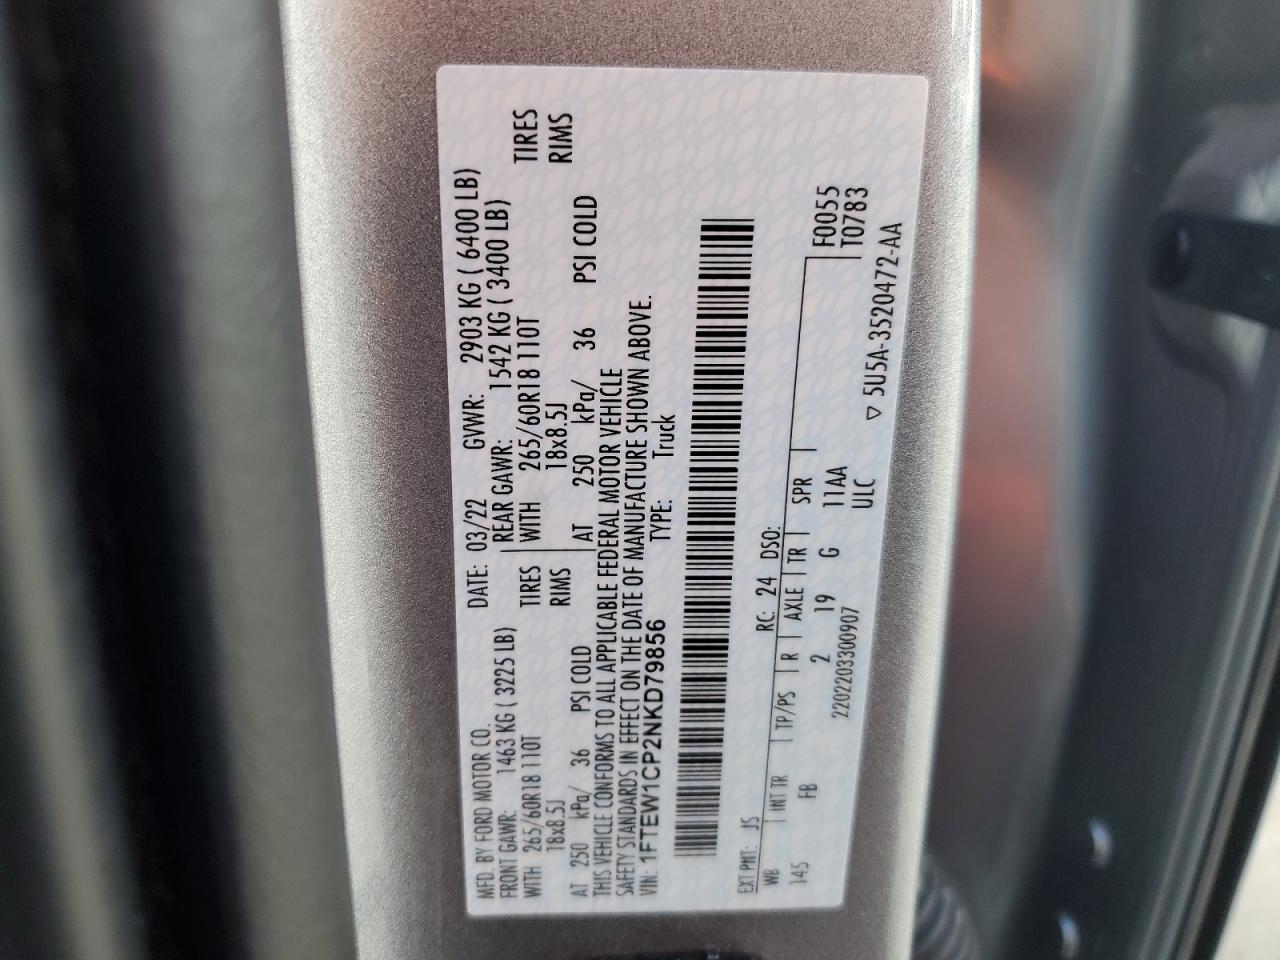 MFD. BY FORD MOTOR CO. DATE: 03/22 GVWR: 2903 KG ( 6400 LB)
FRONT GAWR: 1463 KG ( 3225 LB) REAR GAWR: 1542 KG ( 3400 LB)
WITH 265/60R18 110T TIRES WITH 265/60R18 110T TIRES
18x8.5J RIMS 18x8.5J RIMS
AT 250 kPa/ 36 PSI COLD AT 250 kPa/ 36 PSI COLD
THIS VEHICLE CONFORMS TO ALL APPLICABLE FEDERAL MOTOR VEHICLE
SAFETY STANDARDS IN EFFECT ON THE DATE OF MANUFACTURE SHOWN ABOVE.
VIN: 1FTEW1CP2NKD79856 TYPE: Truck
EXT PNT: JS RC: 24 DSO:
WB INT TR TP/PS R AXLE TR SPR F0055
145 FB 2 19 G 11AA T0783
2202203300907 ULC
▽ 5U5A-3520472-AA